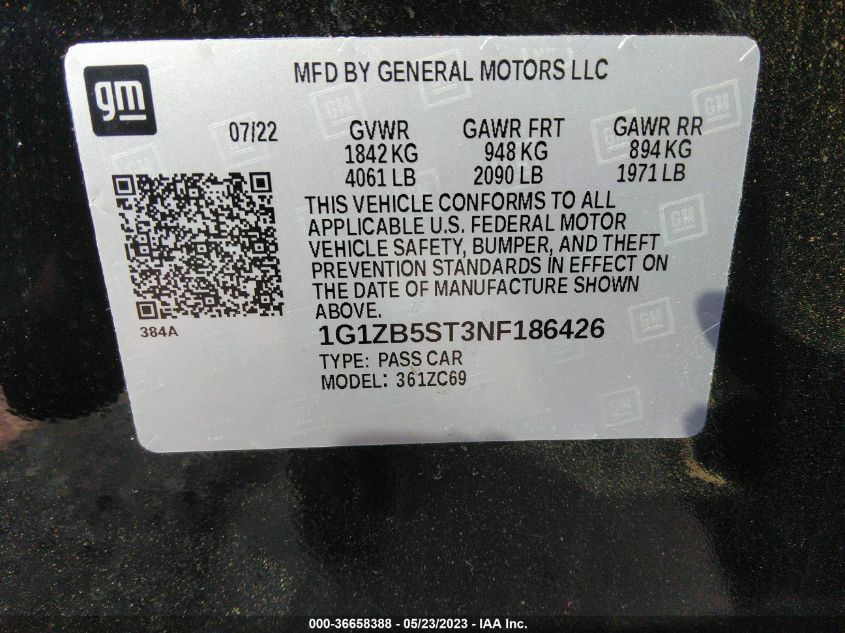 gm
MFD BY GENERAL MOTORS LLC
07/22 GVWR GAWR FRT GAWR RR
1842 KG 948 KG 894 KG
4061 LB 2090 LB 1971 LB
THIS VEHICLE CONFORMS TO ALL
APPLICABLE U.S. FEDERAL MOTOR
VEHICLE SAFETY, BUMPER, AND THEFT
PREVENTION STANDARDS IN EFFECT ON
THE DATE OF MANUFACTURE SHOWN
ABOVE.
384A
1G1ZB5ST3NF186426
TYPE: PASS CAR
MODEL: 361ZC69
000-36658388 - 05/23/2023 - IAA Inc.